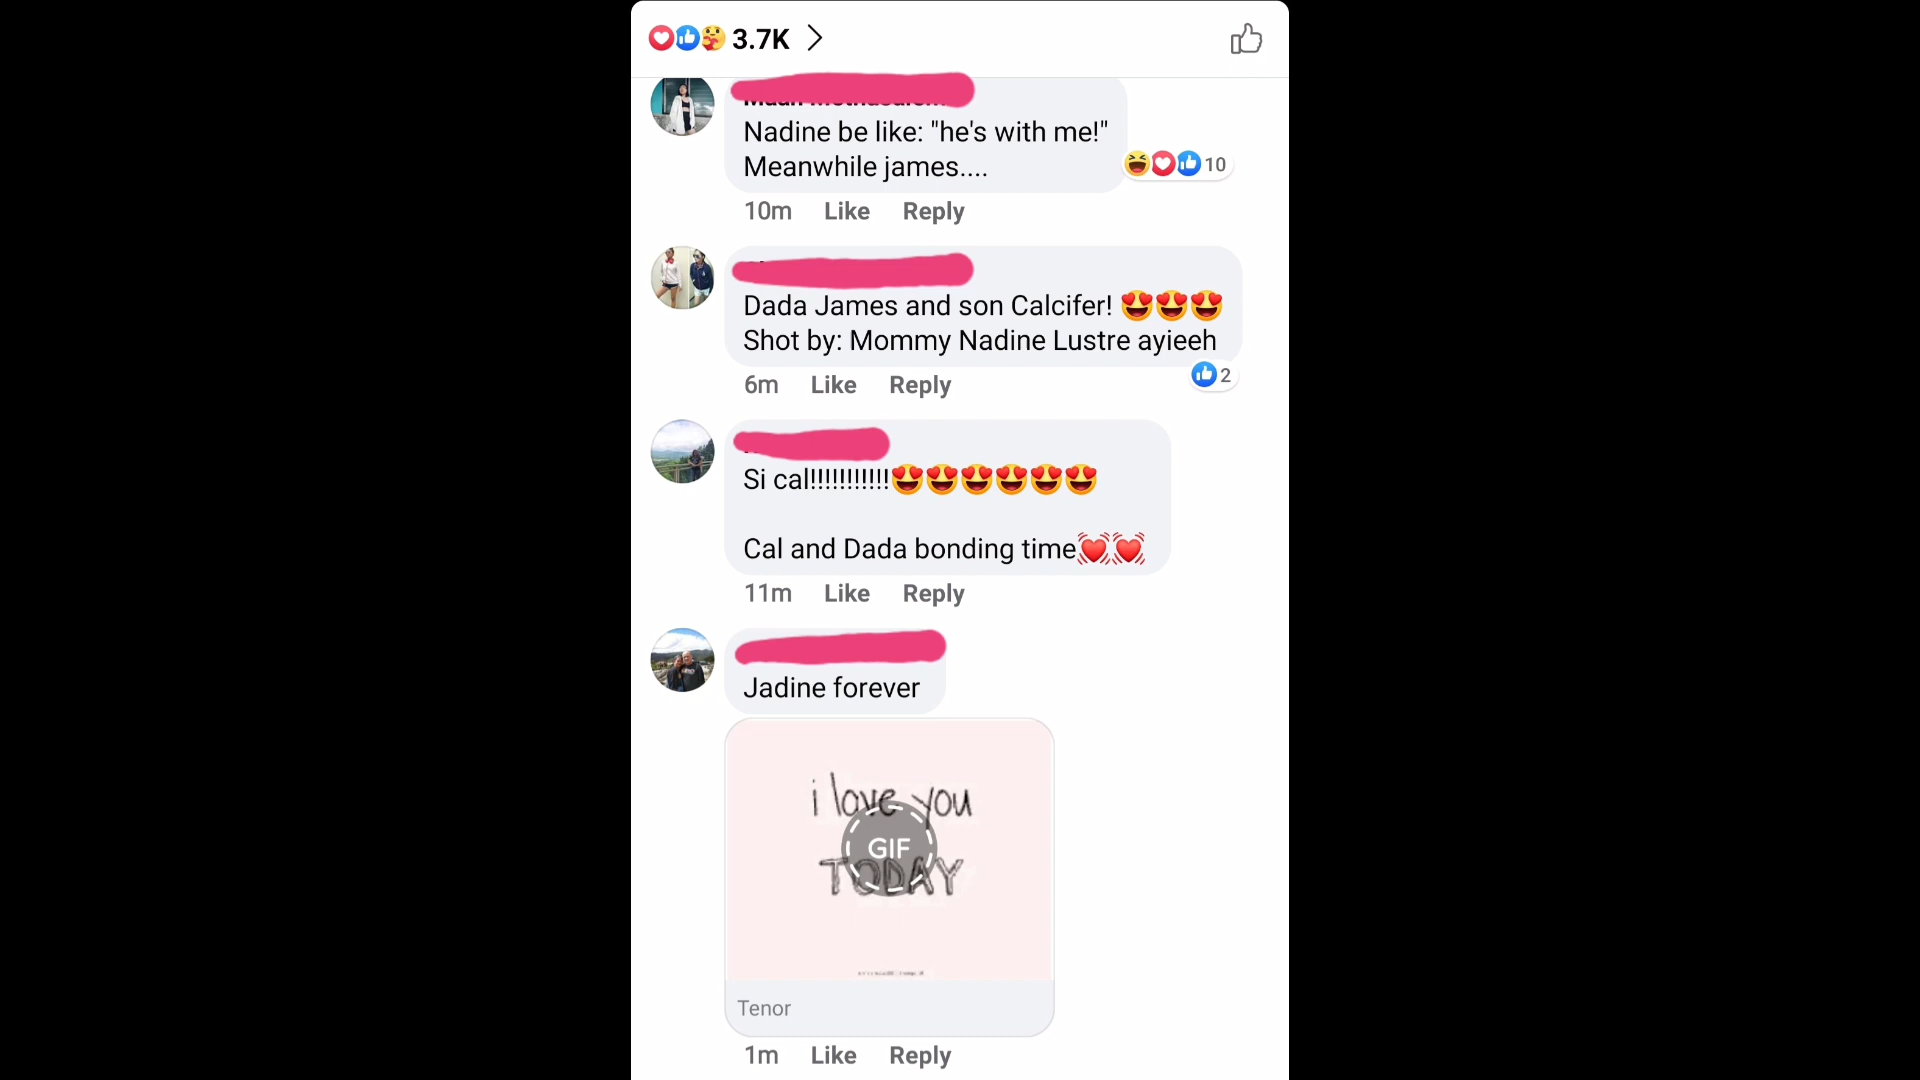 3.7K
Nadine be like: "he's with me!"
Meanwhile james....
10
10m Like Reply
Dada James and son Calcifer! 😍😍😍
Shot by: Mommy Nadine Lustre ayieeh
2
6m Like Reply
Si cal!!!!!!!!!!!😍😍😍😍😍😍
Cal and Dada bonding time💓💓
11m Like Reply
Jadine forever
i love you
GIF
TODAY
Tenor
1m Like Reply